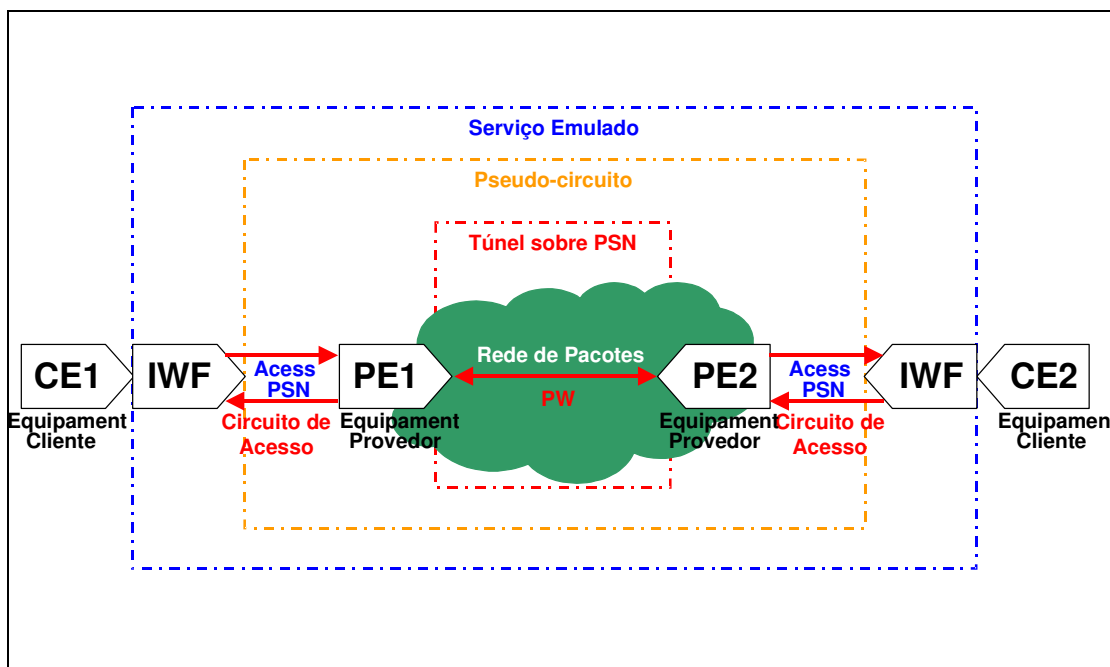 Serviço Emulado
Pseudo-circuito
Túnel sobre PSN
CE1
IWF
Acess
PSN
PE1
Rede de Pacotes
PW
PE2
Acess
PSN
IWF
CE2
Equipament
Cliente
Circuito de
Acesso
Equipament
Provedor
Equipament
Provedor
Circuito de
Acesso
Equipamen
Cliente